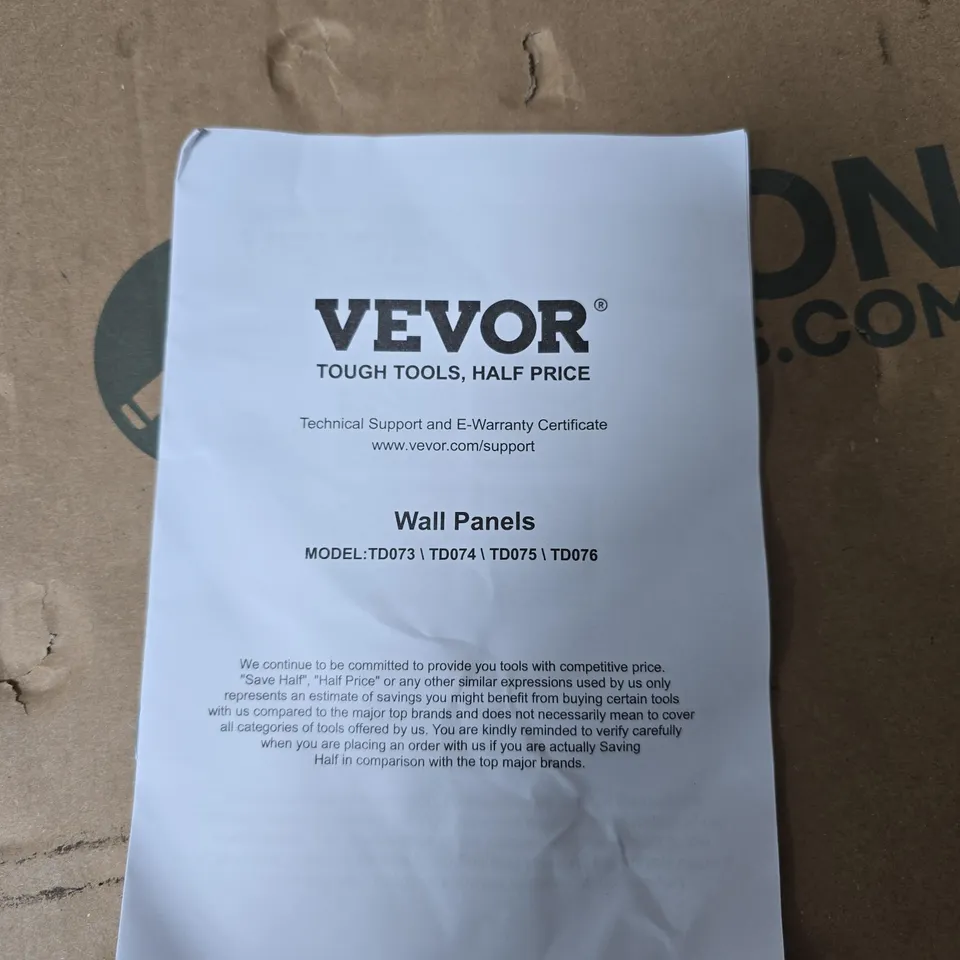 VEVOR®
TOUGH TOOLS, HALF PRICE
Technical Support and E-Warranty Certificate
www.vevor.com/support
Wall Panels
MODEL:TD073 \ TD074 \ TD075 \ TD076
We continue to be committed to provide you tools with competitive price.
"Save Half", "Half Price" or any other similar expressions used by us only
represents an estimate of savings you might benefit from buying certain tools
with us compared to the major top brands and does not necessarily mean to cover
all categories of tools offered by us. You are kindly reminded to verify carefully
when you are placing an order with us if you are actually Saving
Half in comparison with the top major brands.
ON
S.COM